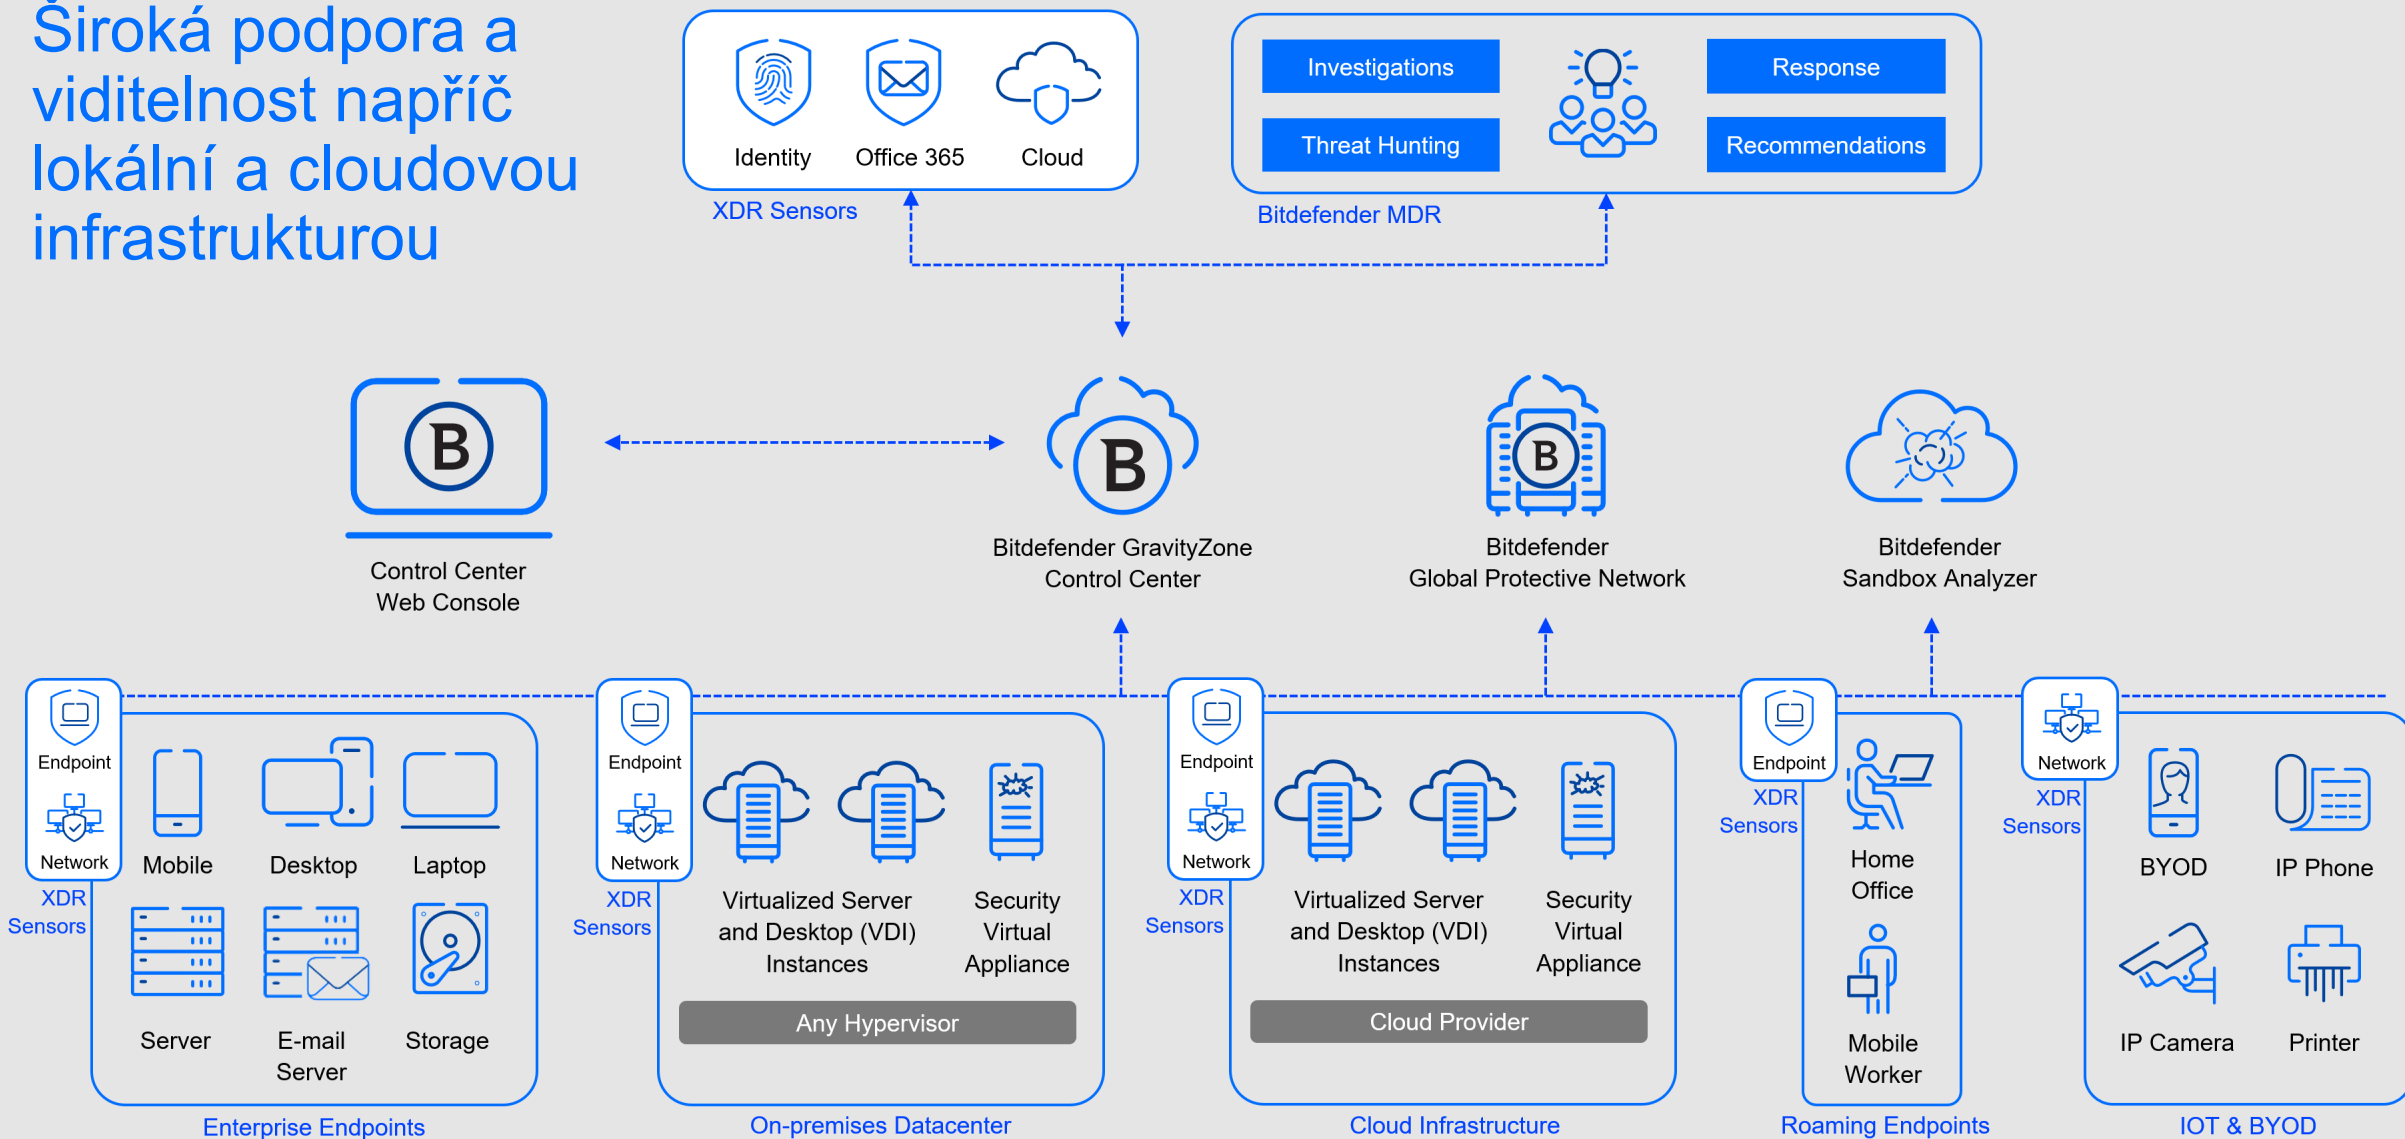 Široká podpora a
viditelnost napříč
lokální a cloudovou
infrastrukturou
Identity
Office 365
Cloud
XDR Sensors
Investigations
Response
Threat Hunting
Recommendations
Bitdefender MDR
B
Control Center
Web Console
B
Bitdefender GravityZone
Control Center
B
Bitdefender
Global Protective Network
Bitdefender
Sandbox Analyzer
Endpoint
Network
XDR
Sensors
Mobile
Desktop
Laptop
Server
E-mail
Server
Storage
Enterprise Endpoints
Endpoint
Network
XDR
Sensors
Virtualized Server
and Desktop (VDI)
Instances
Security
Virtual
Appliance
Any Hypervisor
On-premises Datacenter
Endpoint
Network
XDR
Sensors
Virtualized Server
and Desktop (VDI)
Instances
Security
Virtual
Appliance
Cloud Provider
Cloud Infrastructure
Endpoint
XDR
Sensors
Home
Office
Mobile
Worker
Roaming Endpoints
Network
XDR
Sensors
BYOD
IP Phone
IP Camera
Printer
IOT & BYOD